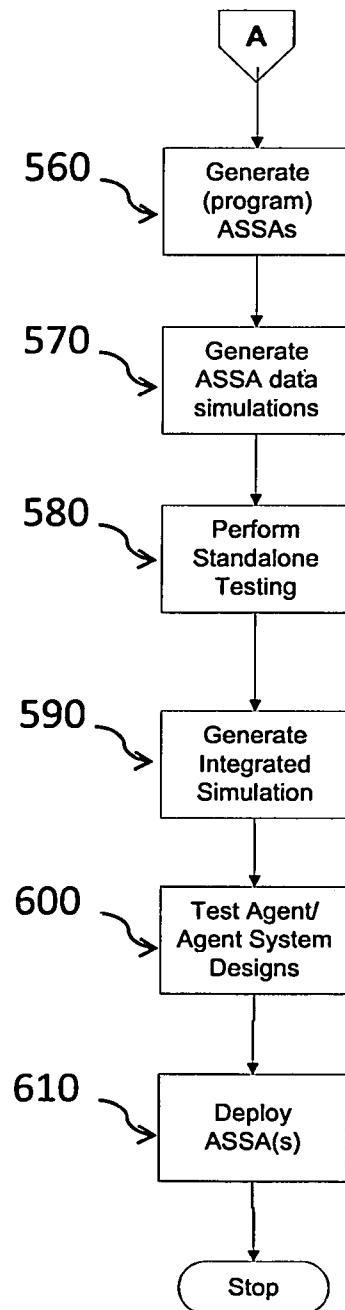 A
560
Generate
(program)
ASSAs
570
Generate
ASSA data
simulations
580
Perform
Standalone
Testing
590
Generate
Integrated
Simulation
600
Test Agent/
Agent System
Designs
610
Deploy
ASSA(s)
Stop